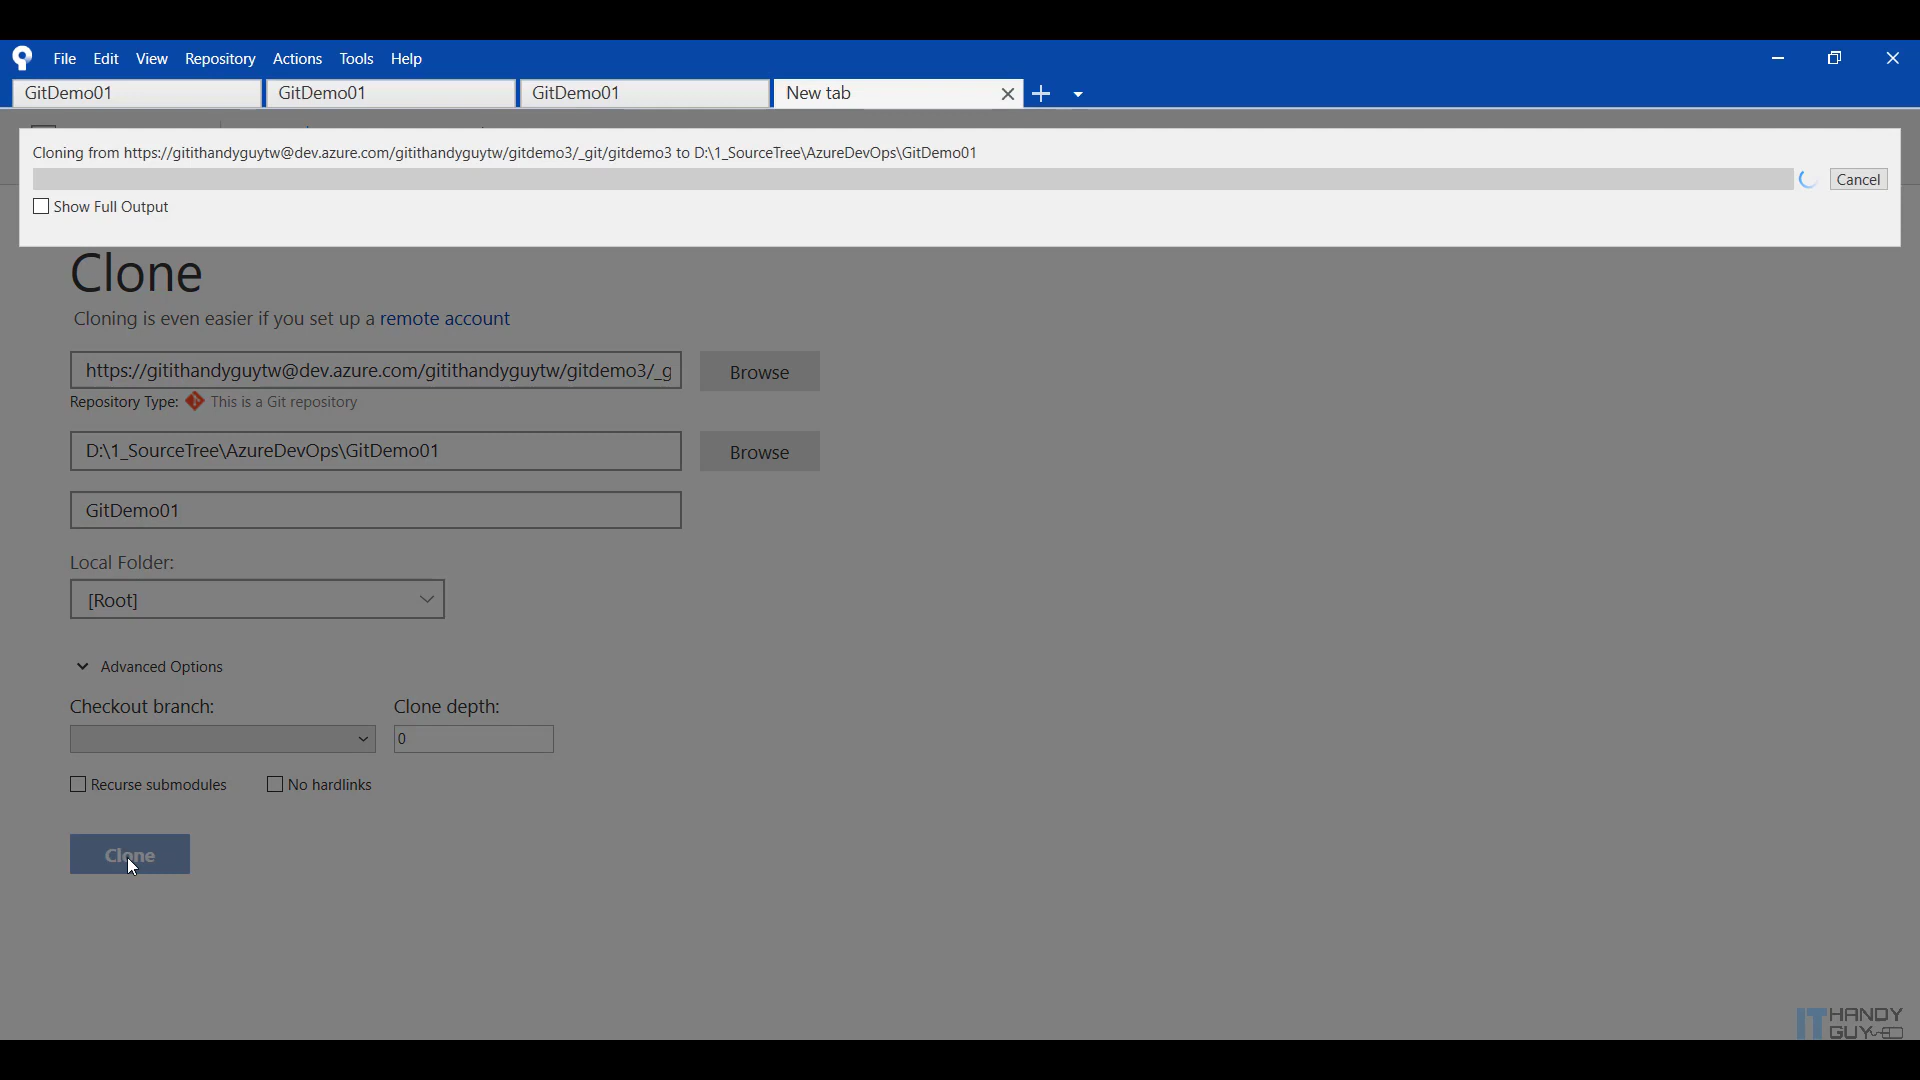 File Edit View Repository Actions Tools Help
GitDemo01 GitDemo01 GitDemo01 New tab
Cloning from https://gitithandyguytw@dev.azure.com/gitithandyguytw/gitdemo3/_git/gitdemo3 to D:\1_SourceTree\AzureDevOps\GitDemo01
Cancel
Show Full Output
Clone
Cloning is even easier if you set up a remote account
https://gitithandyguytw@dev.azure.com/gitithandyguytw/gitdemo3/_g Browse
Repository Type: This is a Git repository
D:\1_SourceTree\AzureDevOps\GitDemo01 Browse
GitDemo01
Local Folder:
[Root]
Advanced Options
Checkout branch: Clone depth:
0
Recurse submodules No hardlinks
Clone
IT HANDY
GUY